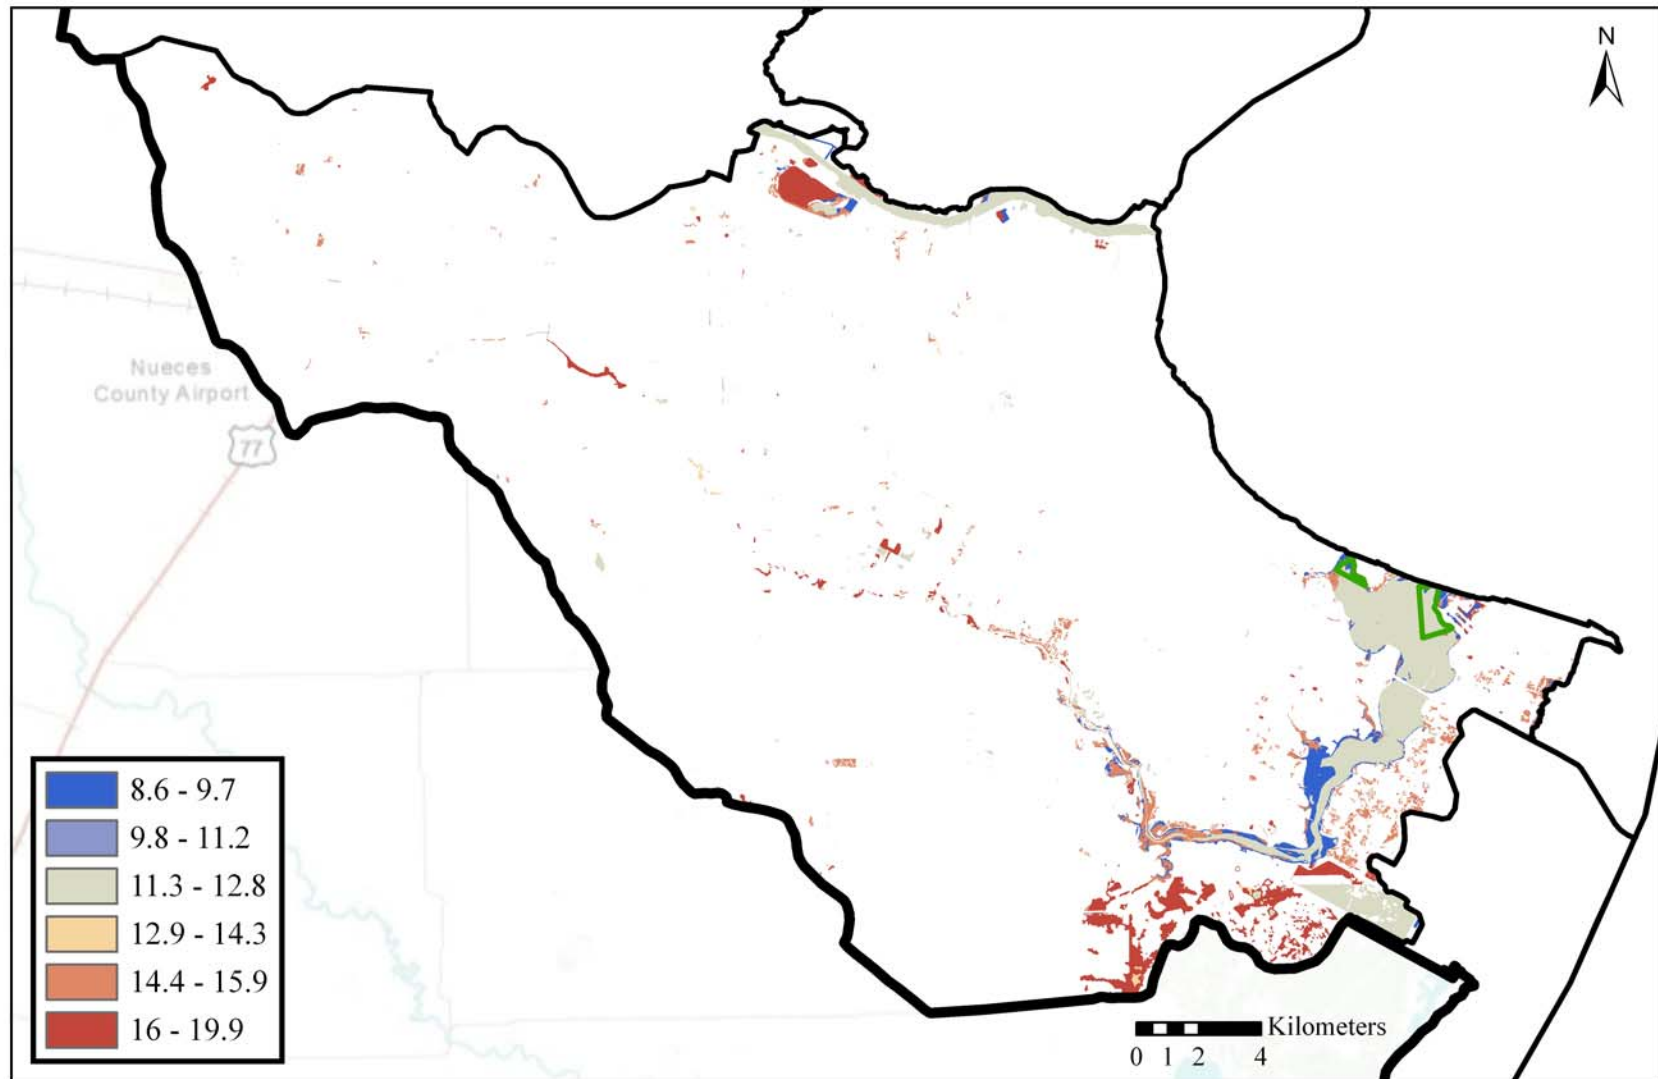 N
Nueces
County Airport
77
8.6 - 9.7
9.8 - 11.2
11.3 - 12.8
12.9 - 14.3
14.4 - 15.9
16 - 19.9
Kilometers
0 1 2 4